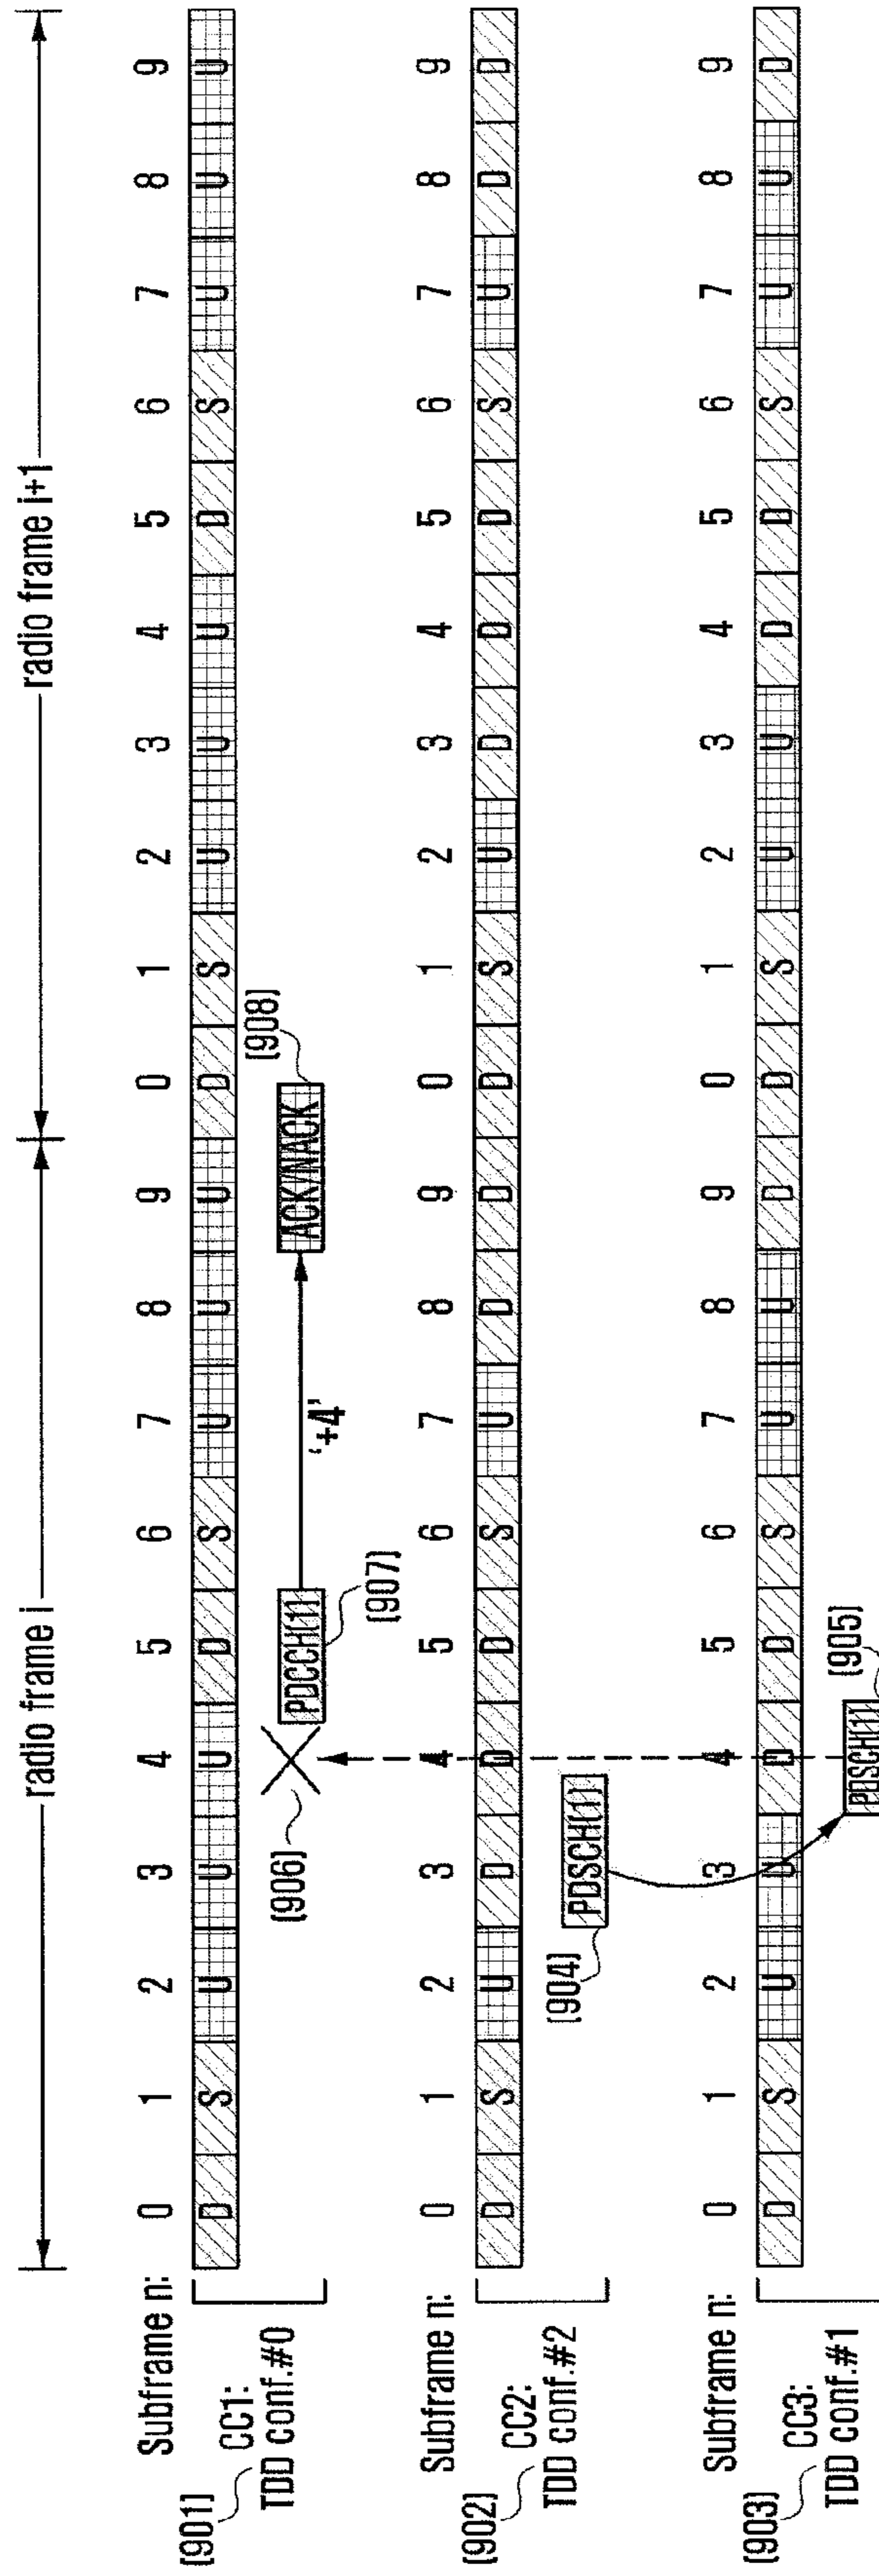 radio frame i radio frame i+1
Subframe n: 0 1 2 3 4 5 6 7 8 9 0 1 2 3 4 5 6 7 8 9
[901] CC1: TDD conf.#0
D S U U U D S U U U D S U U U D S U U U
[906] PDCCH(1) [907] '+4' ACK/NACK [908]
Subframe n: 0 1 2 3 4 5 6 7 8 9 0 1 2 3 4 5 6 7 8 9
[902] CC2: TDD conf.#2
D S U D D D S U D D D S U D D D S U D D
[904] PDSCH(1)
Subframe n: 0 1 2 3 4 5 6 7 8 9 0 1 2 3 4 5 6 7 8 9
[903] CC3: TDD conf.#1
D S U U D D S U U D D S U U D D S U U D
PDSCH(1) [905]